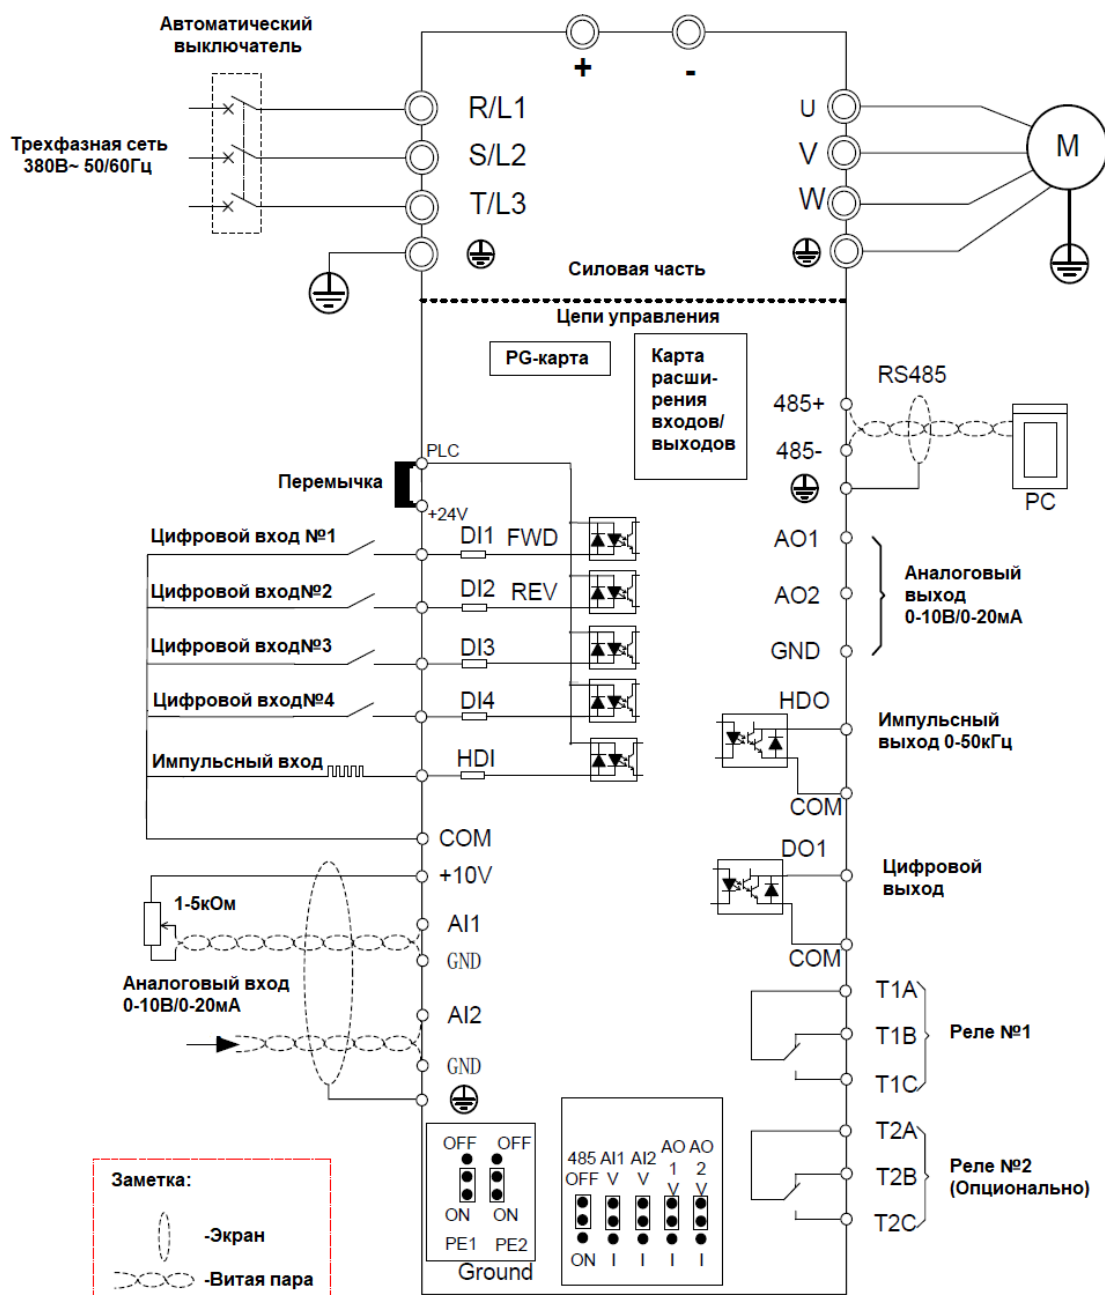 Автоматический
выключатель
+
-
R/L1
S/L2
T/L3
U
V
W
M
Трехфазная сеть
380В~ 50/60Гц
Силовая часть
Цепи управления
PG-карта
Карта
расши-
рения
входов/
выходов
RS485
485+
485-
PC
PLC
Перемычка
+24V
Цифровой вход №1
DI1
FWD
Цифровой вход№2
DI2
REV
Цифровой вход№3
DI3
Цифровой вход№4
DI4
Импульсный вход
HDI
COM
+10V
1-5кОм
AI1
GND
Аналоговый вход
0-10В/0-20мА
AI2
GND
AO1
AO2
GND
Аналоговый
выход
0-10В/0-20мА
HDO
Импульсный
выход 0-50кГц
COM
DO1
Цифровой
выход
COM
T1A
T1B
T1C
Реле №1
T2A
T2B
T2C
Реле №2
(Опционально)
OFF OFF
ON ON
PE1 PE2
Ground
485 AI1 AI2 AO AO
OFF V V 1 2
V V
ON I I I I
Заметка:
-Экран
-Витая пара